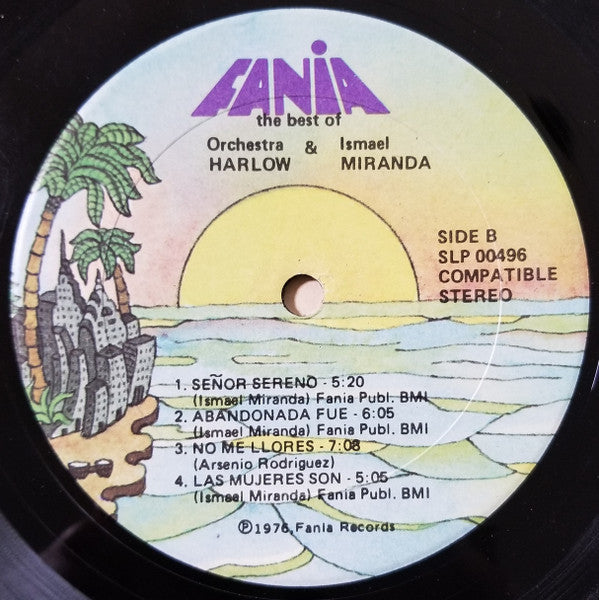 FANIA
the best of
Orchestra & Ismael
HARLOW MIRANDA
SIDE B
SLP 00496
COMPATIBLE
STEREO
1. SEÑOR SERENO - 5:20
(Ismael Miranda) Fania Publ. BMI
2. ABANDONADA FUE - 6:05
(Ismael Miranda) Fania Publ. BMI
3. NO ME LLORES - 7:08
(Arsenio Rodriguez)
4. LAS MUJERES SON - 5:05
(Ismael Miranda) Fania Publ. BMI
℗1976, Fania Records